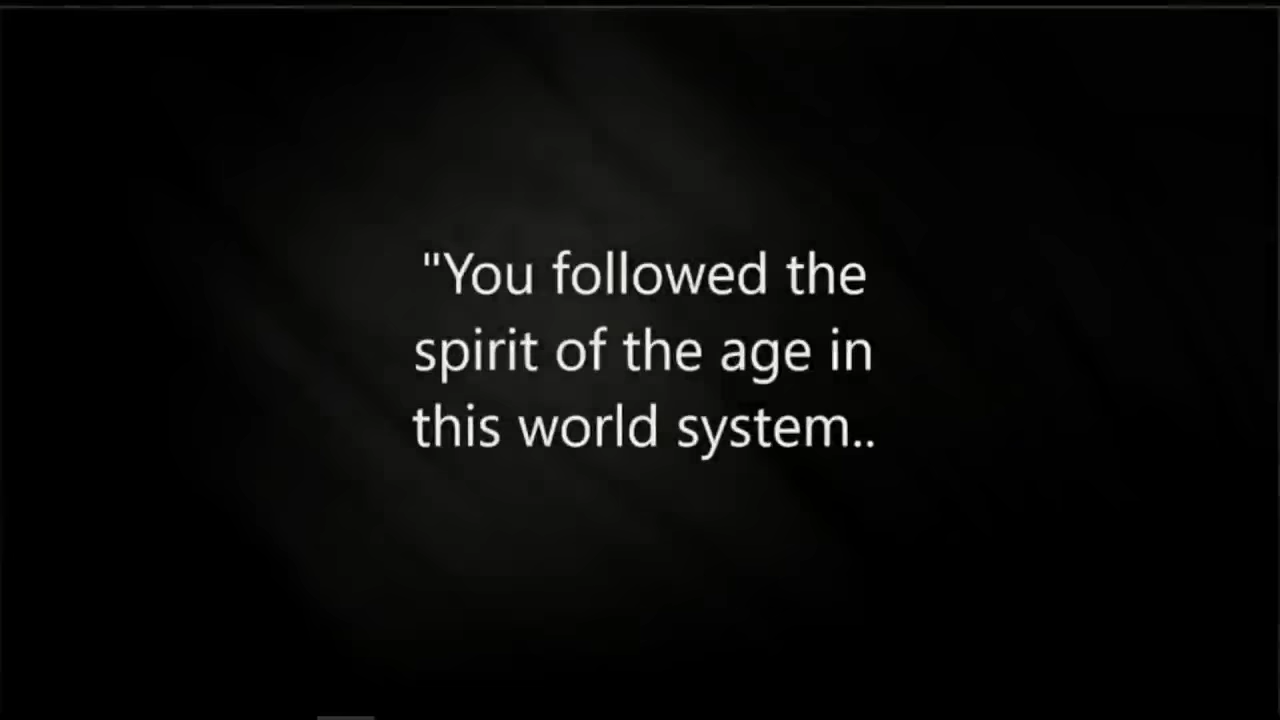 "You followed the
spirit of the age in
this world system..